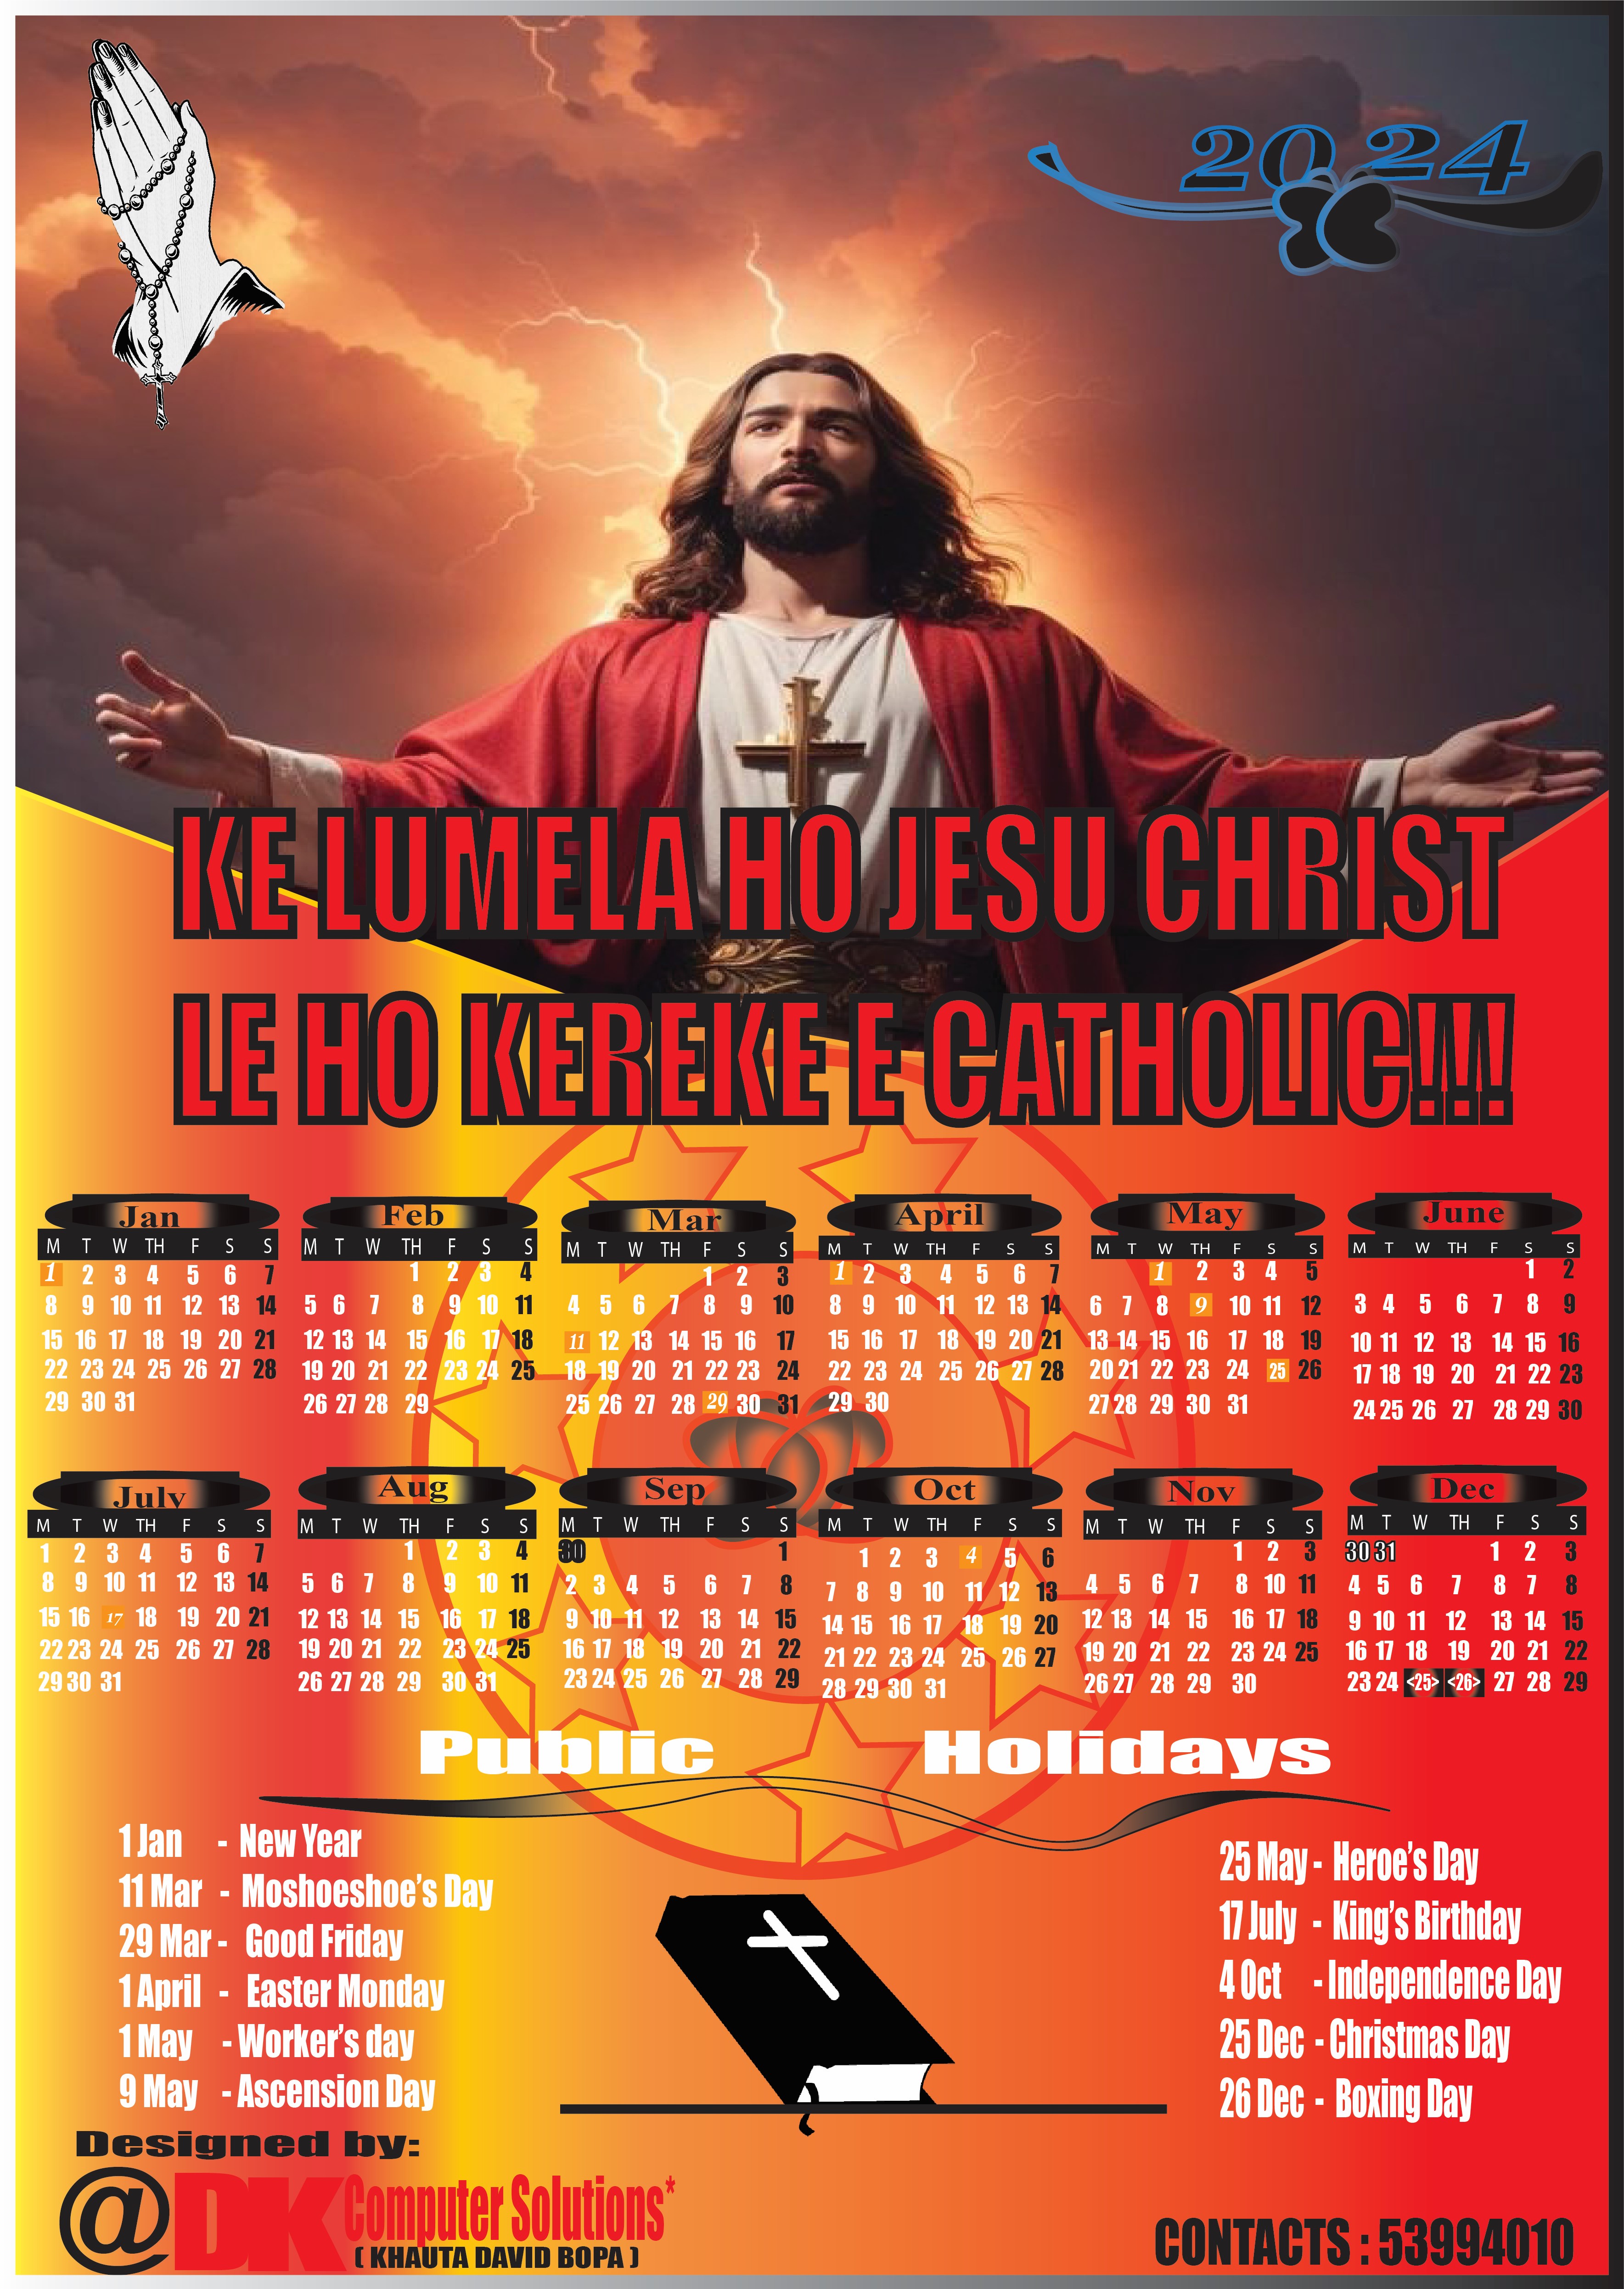 2024
KE LUMELA HO JESU CHRIST
LE HO KEREKE E CATHOLIC!!!
Jan
M T W TH F S S
1 2 3 4 5 6 7
8 9 10 11 12 13 14
15 16 17 18 19 20 21
22 23 24 25 26 27 28
29 30 31
Feb
M T W TH F S S
1 2 3 4
5 6 7 8 9 10 11
12 13 14 15 16 17 18
19 20 21 22 23 24 25
26 27 28 29
Mar
M T W TH F S S
1 2 3
4 5 6 7 8 9 10
11 12 13 14 15 16 17
18 19 20 21 22 23 24
25 26 27 28 29 30 31
April
M T W TH F S S
1 2 3 4 5 6 7
8 9 10 11 12 13 14
15 16 17 18 19 20 21
22 23 24 25 26 27 28
29 30
May
M T W TH F S S
1 2 3 4 5
6 7 8 9 10 11 12
13 14 15 16 17 18 19
20 21 22 23 24 25 26
27 28 29 30 31
June
M T W TH F S S
1 2
3 4 5 6 7 8 9
10 11 12 13 14 15 16
17 18 19 20 21 22 23
24 25 26 27 28 29 30
July
M T W TH F S S
1 2 3 4 5 6 7
8 9 10 11 12 13 14
15 16 17 18 19 20 21
22 23 24 25 26 27 28
29 30 31
Aug
M T W TH F S S
1 2 3 4
5 6 7 8 9 10 11
12 13 14 15 16 17 18
19 20 21 22 23 24 25
26 27 28 29 30 31
Sep
M T W TH F S S
30 1
2 3 4 5 6 7 8
9 10 11 12 13 14 15
16 17 18 19 20 21 22
23 24 25 26 27 28 29
Oct
M T W TH F S S
1 2 3 4 5 6
7 8 9 10 11 12 13
14 15 16 17 18 19 20
21 22 23 24 25 26 27
28 29 30 31
Nov
M T W TH F S S
1 2 3
4 5 6 7 8 10 11
12 13 14 15 16 17 18
19 20 21 22 23 24 25
26 27 28 29 30
Dec
M T W TH F S S
30 31 1 2 3
4 5 6 7 8 7 8
9 10 11 12 13 14 15
16 17 18 19 20 21 22
23 24 <25> <26> 27 28 29
Public Holidays
1 Jan - New Year
11 Mar - Moshoeshoe's Day
29 Mar - Good Friday
1 April - Easter Monday
1 May - Worker's day
9 May - Ascension Day
25 May - Heroe's Day
17 July - King's Birthday
4 Oct - Independence Day
25 Dec - Christmas Day
26 Dec - Boxing Day
Designed by:
@DK Computer Solutions*
( KHAUTA DAVID BOPA )
CONTACTS : 53994010